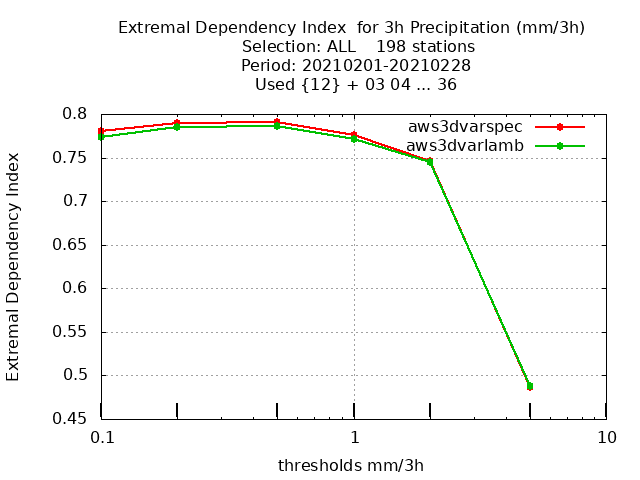 Extremal Dependency Index  for 3h Precipitation (mm/3h)
Selection: ALL    198 stations
Period: 20210201-20210228
Used {12} + 03 04 ... 36
aws3dvarspec
aws3dvarlamb
0.8
0.75
0.7
0.65
0.6
0.55
0.5
0.45
Extremal Dependency Index
0.1 1 10
thresholds mm/3h